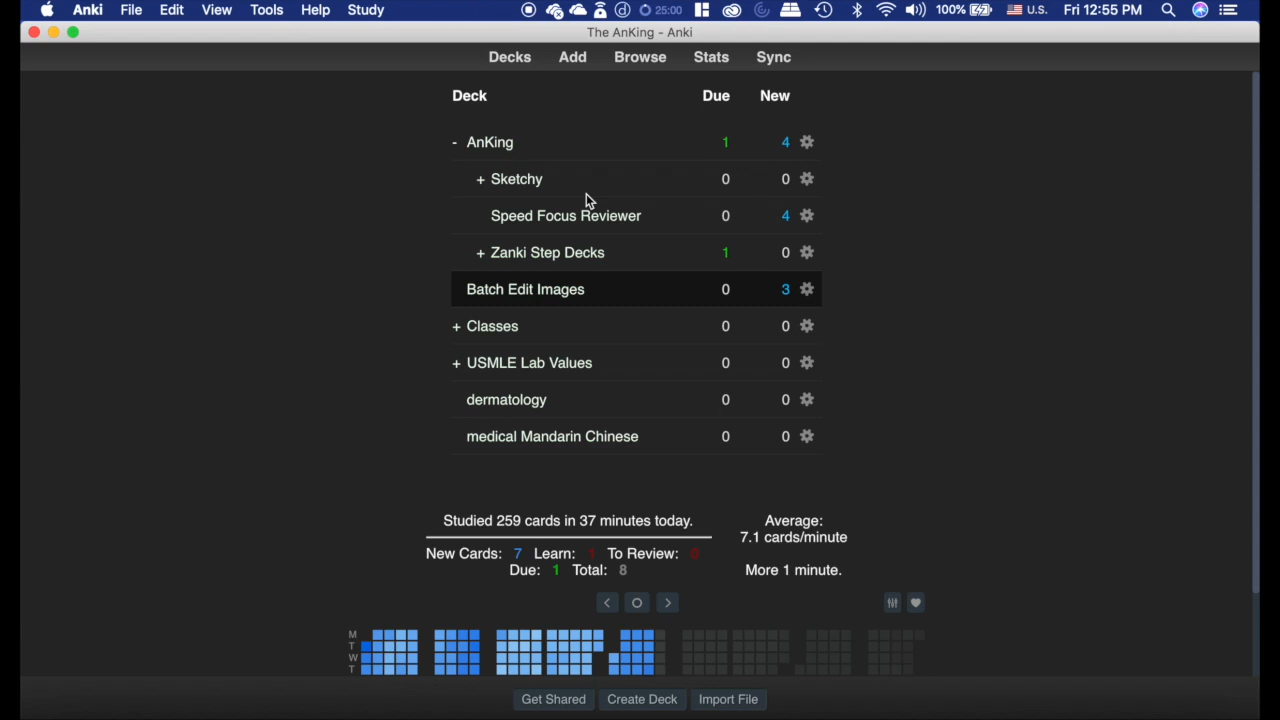 Anki File Edit View Tools Help Study 25:00 100% U.S. Fri 12:55 PM
The AnKing - Anki
Decks Add Browse Stats Sync
Deck Due New
- AnKing 1 4
+ Sketchy 0 0
Speed Focus Reviewer 0 4
+ Zanki Step Decks 1 0
Batch Edit Images 0 3
+ Classes 0 0
+ USMLE Lab Values 0 0
dermatology 0 0
medical Mandarin Chinese 0 0
Studied 259 cards in 37 minutes today.
New Cards: 7 Learn: 1 To Review: 0
Due: 1 Total: 8
Average:
7.1 cards/minute
More 1 minute.
M
T
W
T
Get Shared Create Deck Import File